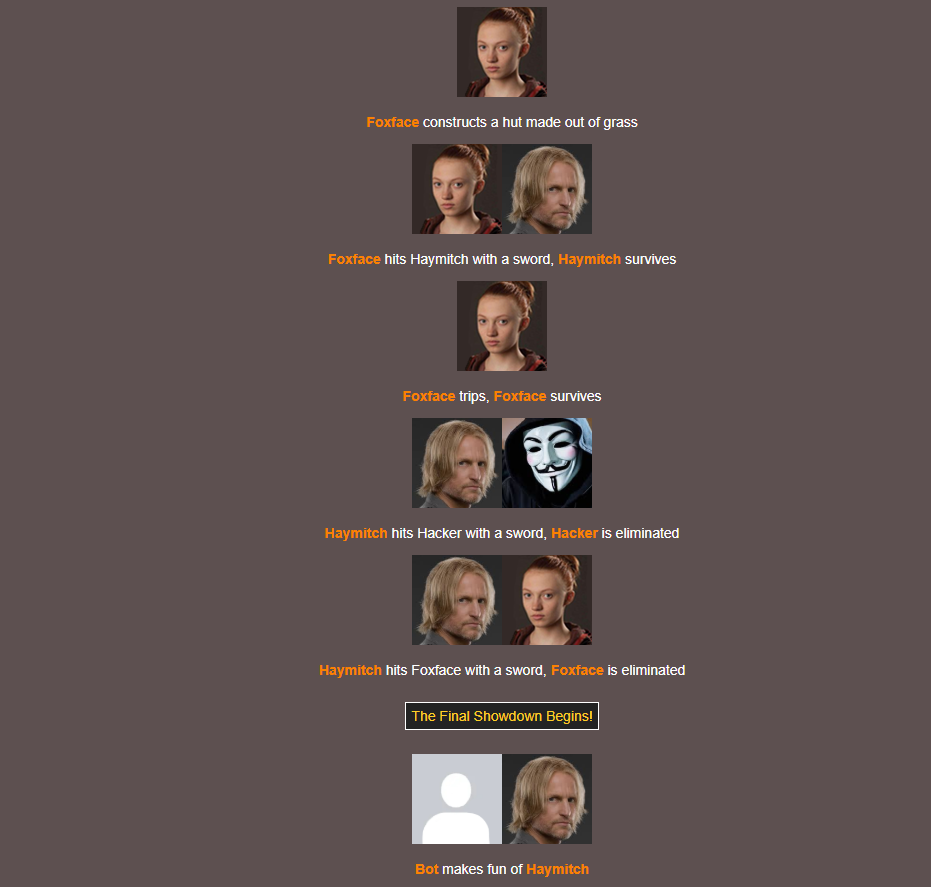 Foxface constructs a hut made out of grass
Foxface hits Haymitch with a sword, Haymitch survives
Foxface trips, Foxface survives
Haymitch hits Hacker with a sword, Hacker is eliminated
Haymitch hits Foxface with a sword, Foxface is eliminated
The Final Showdown Begins!
Bot makes fun of Haymitch